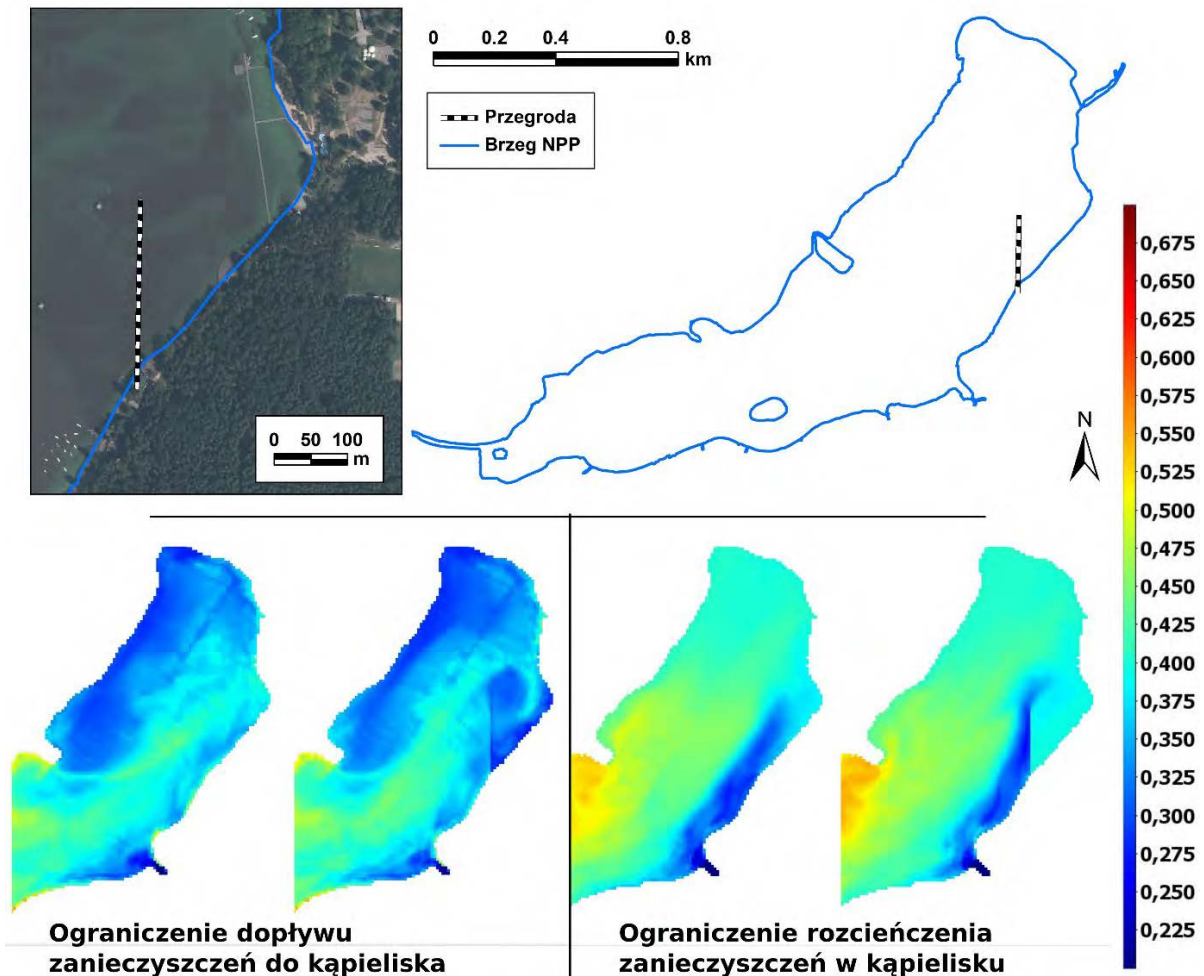 0 0.2 0.4 0.8
km
Przegroda
Brzeg NPP
0 50 100
m
N
0,675
0,650
0,625
0,600
0,575
0,550
0,525
0,500
0,475
0,450
0,425
0,400
0,375
0,350
0,325
0,300
0,275
0,250
0,225
Ograniczenie dopływu
zanieczyszczeń do kąpieliska
Ograniczenie rozcieńczenia
zanieczyszczeń w kąpielisku